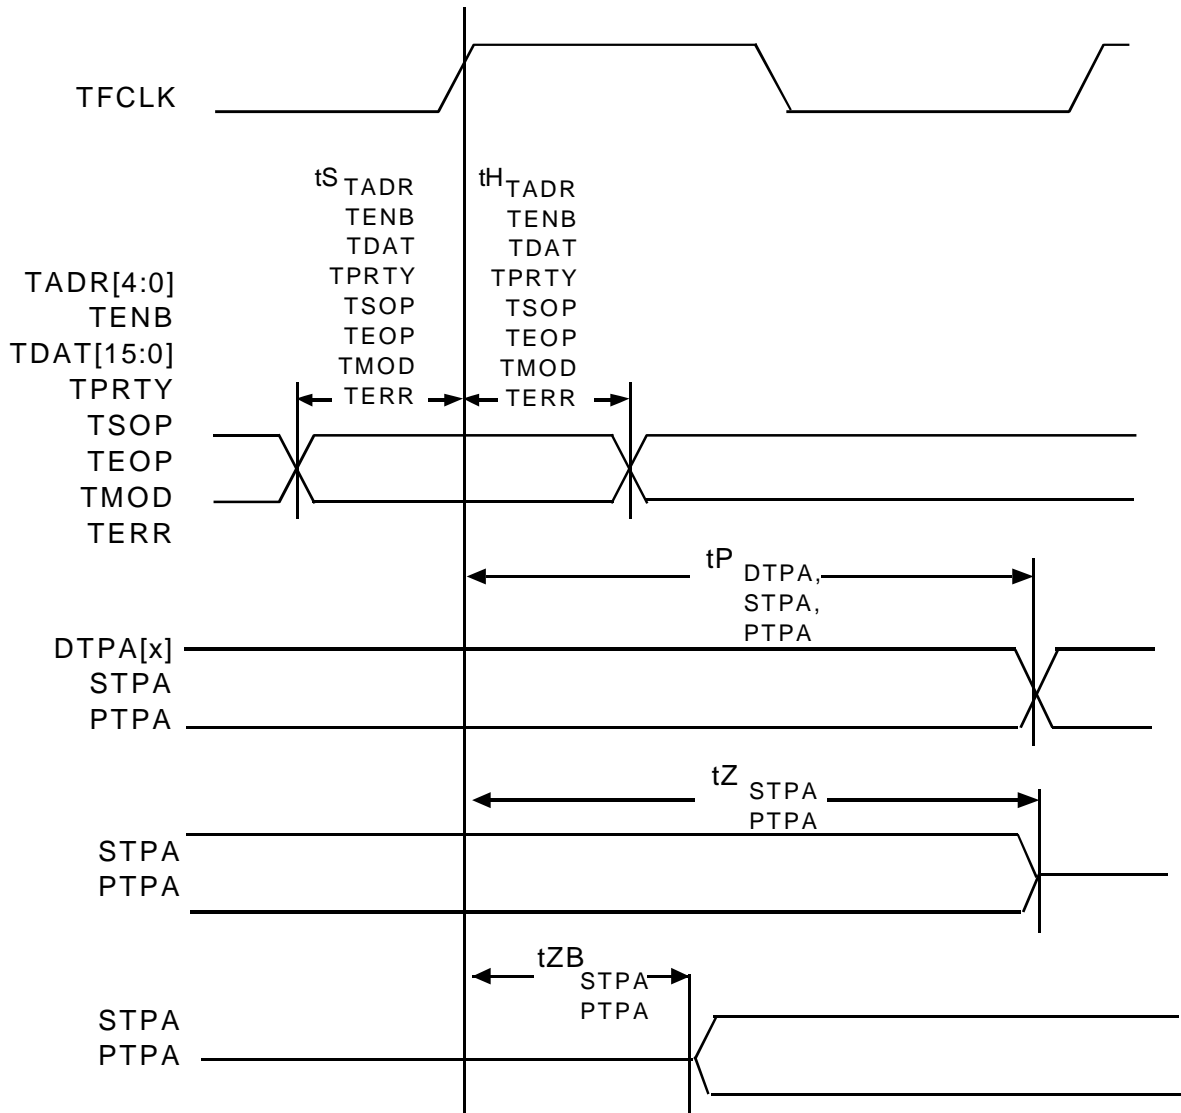 TFCLK
tS TADR
TENB
TDAT
TPRTY
TSOP
TEOP
TMOD
TERR
tH TADR
TENB
TDAT
TPRTY
TSOP
TEOP
TMOD
TERR
TADR[4:0]
TENB
TDAT[15:0]
TPRTY
TSOP
TEOP
TMOD
TERR
tP DTPA,
STPA,
PTPA
DTPA[x]
STPA
PTPA
tZ STPA
PTPA
STPA
PTPA
tZB STPA
PTPA
STPA
PTPA